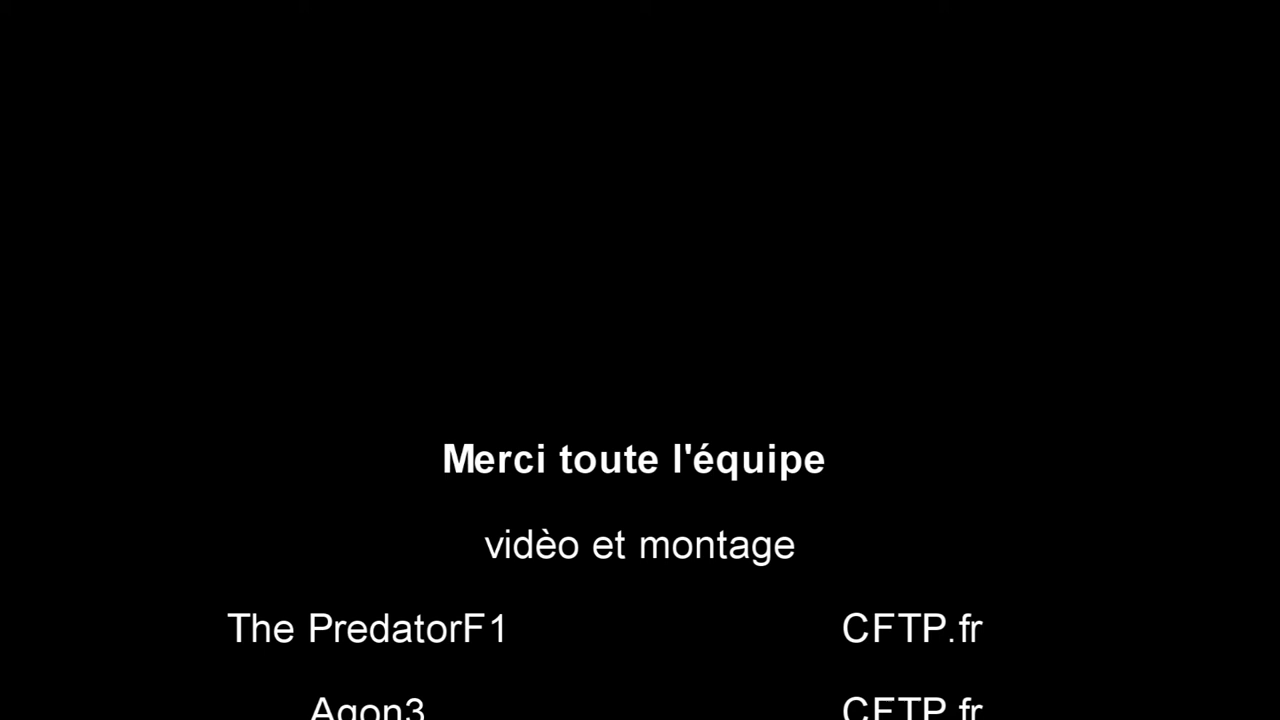 Merci toute l'équipe
vidèo et montage
The PredatorF1 CFTP.fr
Agon3 CFTP.fr